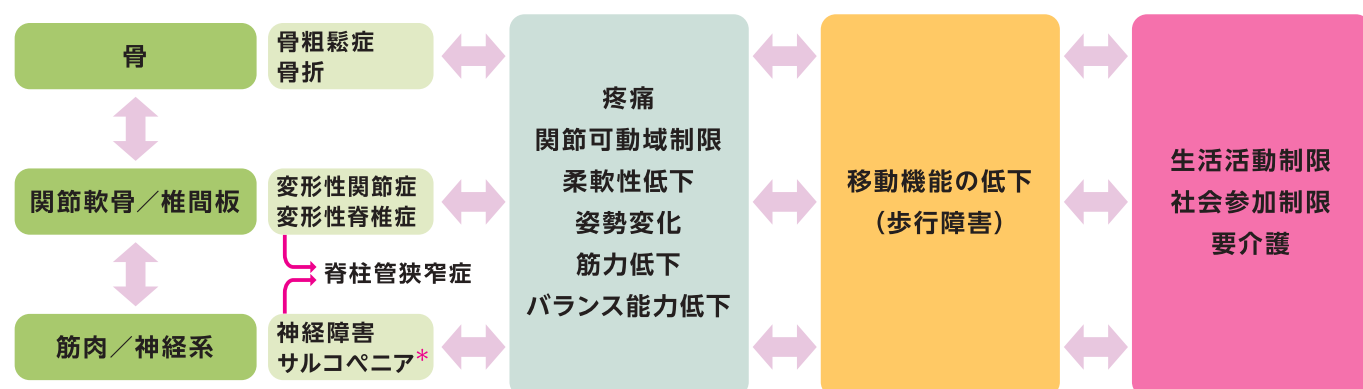 骨
骨粗鬆症
骨折
関節軟骨／椎間板
変形性関節症
変形性脊椎症
脊柱管狭窄症
筋肉／神経系
神経障害
サルコペニア*
疼痛
関節可動域制限
柔軟性低下
姿勢変化
筋力低下
バランス能力低下
移動機能の低下
（歩行障害）
生活活動制限
社会参加制限
要介護